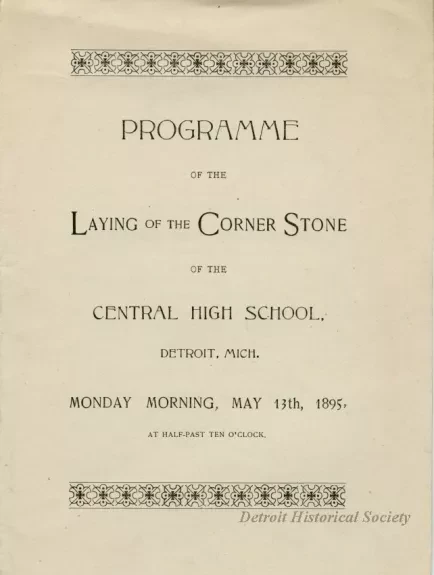 PROGRAMME
OF THE
LAYING OF THE CORNER STONE
OF THE
CENTRAL HIGH SCHOOL,
DETROIT, MICH.
MONDAY MORNING, MAY 13th, 1895,
AT HALF-PAST TEN O'CLOCK.
Detroit Historical Society